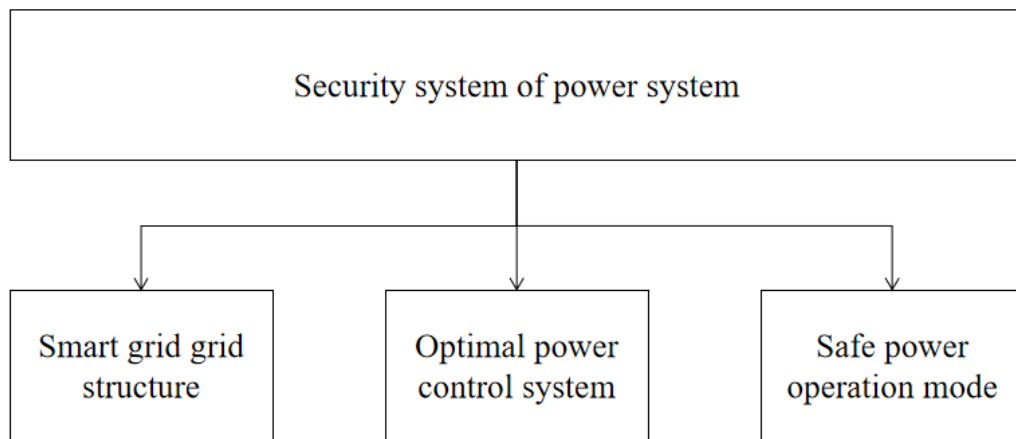 Security system of power system
Smart grid grid
structure
Optimal power
control system
Safe power
operation mode